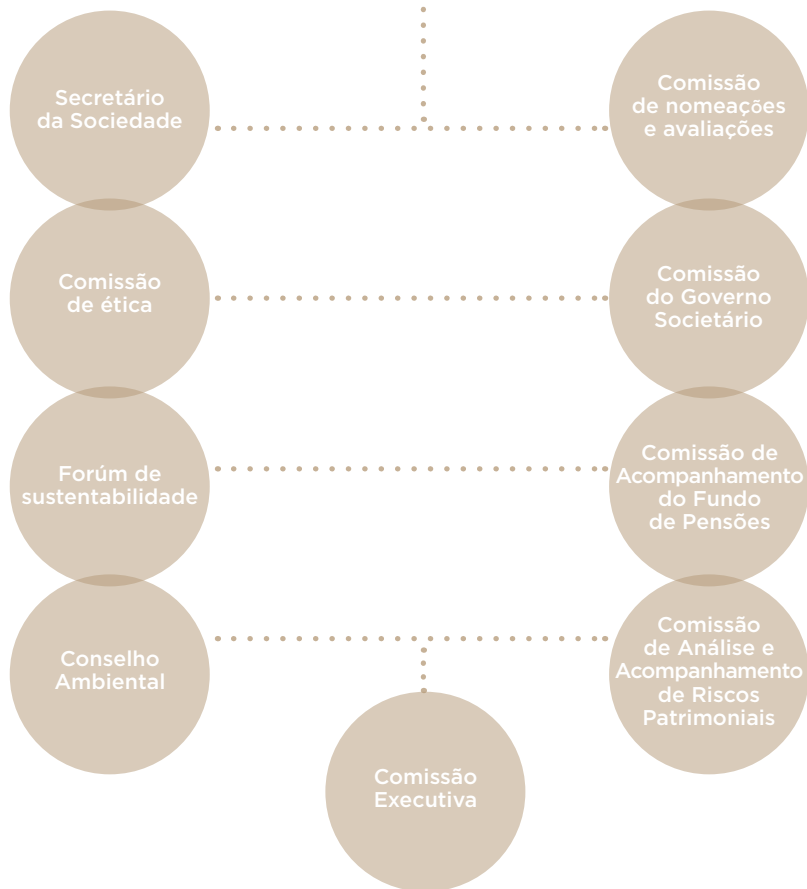 Secretário
da Sociedade
Comissão
de nomeações
e avaliações
Comissão
de ética
Comissão
do Governo
Societário
Forúm de
sustentabilidade
Comissão de
Acompanhamento
do Fundo
de Pensões
Conselho
Ambiental
Comissão
de Análise e
Acompanhamento
de Riscos
Patrimoniais
Comissão
Executiva